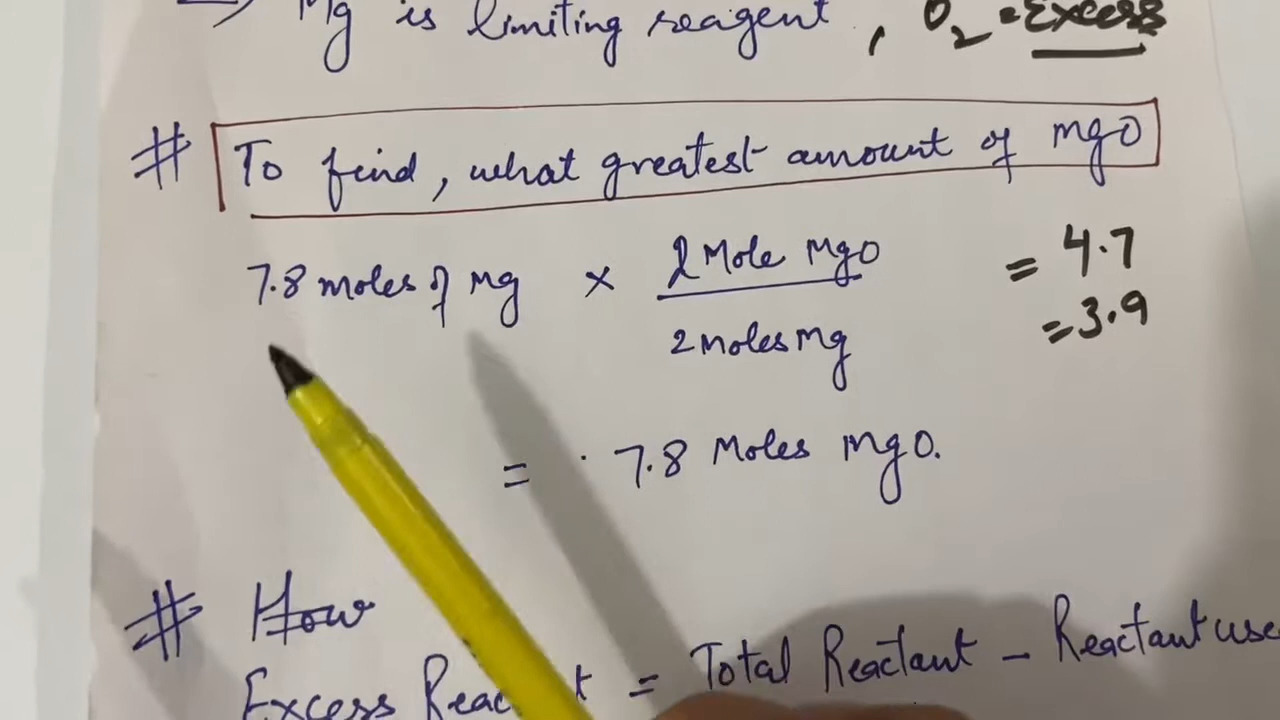 ⇒ Mg is limiting reagent, O2 = Excess
# To find, what greatest amount of MgO
7.8 moles of Mg × 2 Mole MgO / 2 moles Mg
= 4.7
= 3.9
= 7.8 Moles MgO.
# How
Excess = Total Reactant - Reactant use